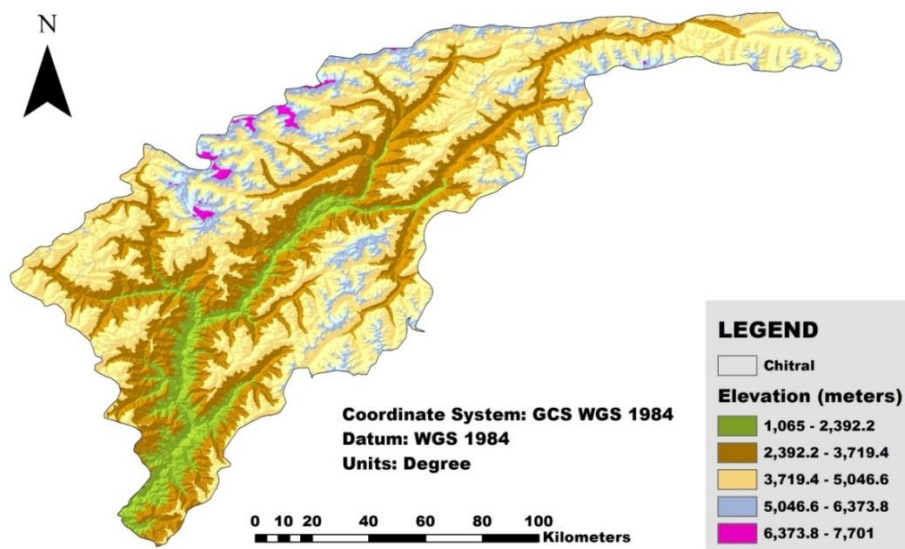 N
Coordinate System: GCS WGS 1984
Datum: WGS 1984
Units: Degree
0 10 20 40 60 80 100
Kilometers
LEGEND
Chitral
Elevation (meters)
1,065 - 2,392.2
2,392.2 - 3,719.4
3,719.4 - 5,046.6
5,046.6 - 6,373.8
6,373.8 - 7,701